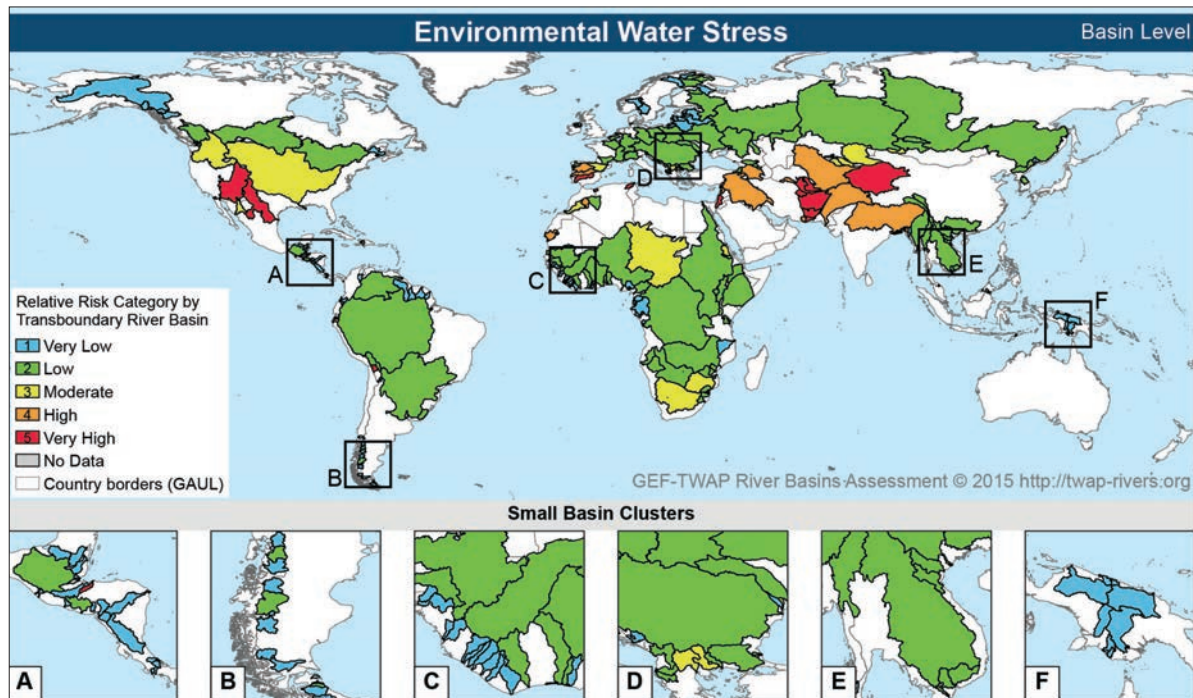 Environmental Water Stress
Basin Level
A
B
C
D
E
F
Relative Risk Category by
Transboundary River Basin
1 Very Low
2 Low
3 Moderate
4 High
5 Very High
No Data
Country borders (GAUL)
GEF-TWAP River Basins Assessment © 2015 http://twap-rivers.org
Small Basin Clusters
A
B
C
D
E
F